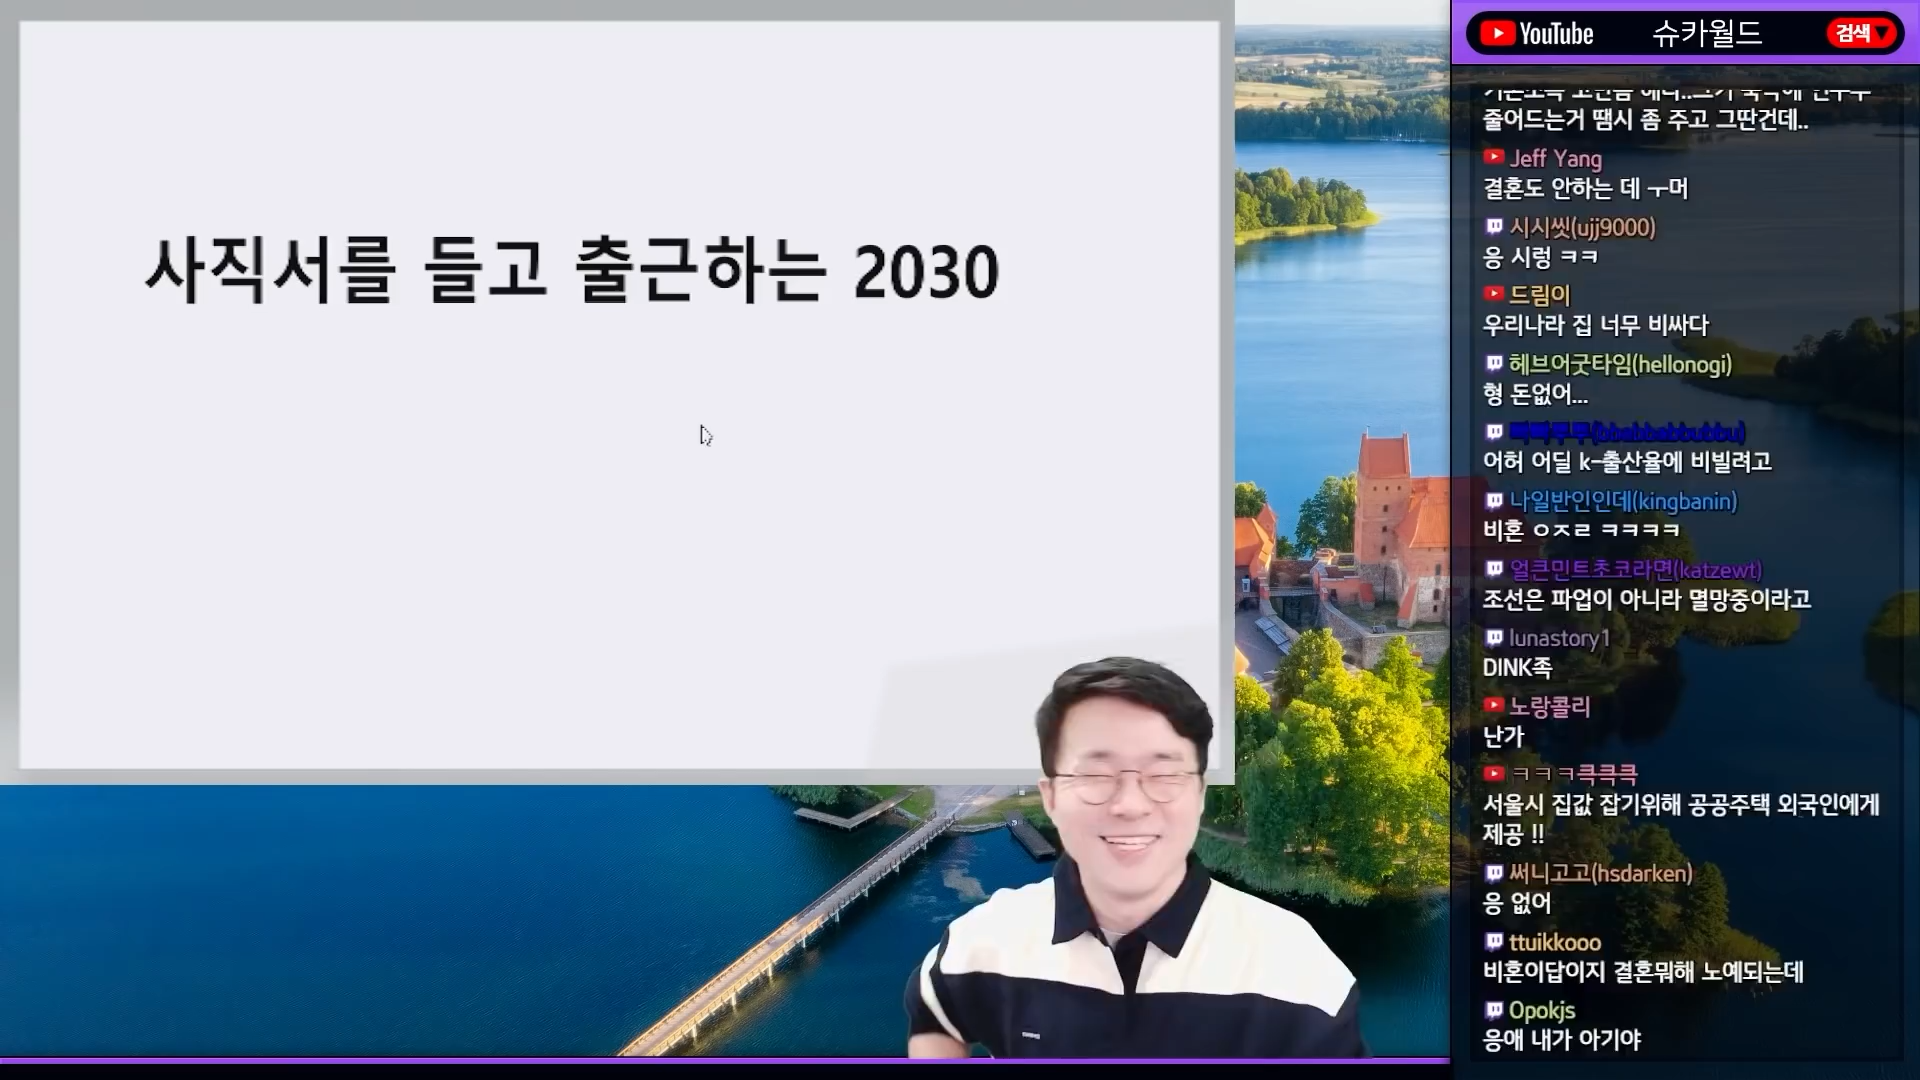 사직서를 들고 출근하는 2030
YouTube 슈카월드 검색▼
줄어드는거 땜시 좀 주고 그딴건데..
Jeff Yang
결혼도 안하는 데 ㅜ머
시시씻(ujj9000)
응 시렁 ㅋㅋ
드림이
우리나라 집 너무 비싸다
헤브어굿타임(hellonogi)
형 돈없어...
어허 어딜 k-출산율에 비빌려고
나일반인인데(kingbanin)
비혼 ㅇㅈㄹ ㅋㅋㅋㅋ
얼큰민트초코라면(katzewt)
조선은 파업이 아니라 멸망중이라고
lunastory1
DINK족
노랑콜리
난가
ㅋㅋㅋ킄킄킄
서울시 집값 잡기위해 공공주택 외국인에게
제공 !!
써니고고(hsdarken)
응 없어
ttuikkooo
비혼이답이지 결혼뭐해 노예되는데
Opokjs
응애 내가 아기야